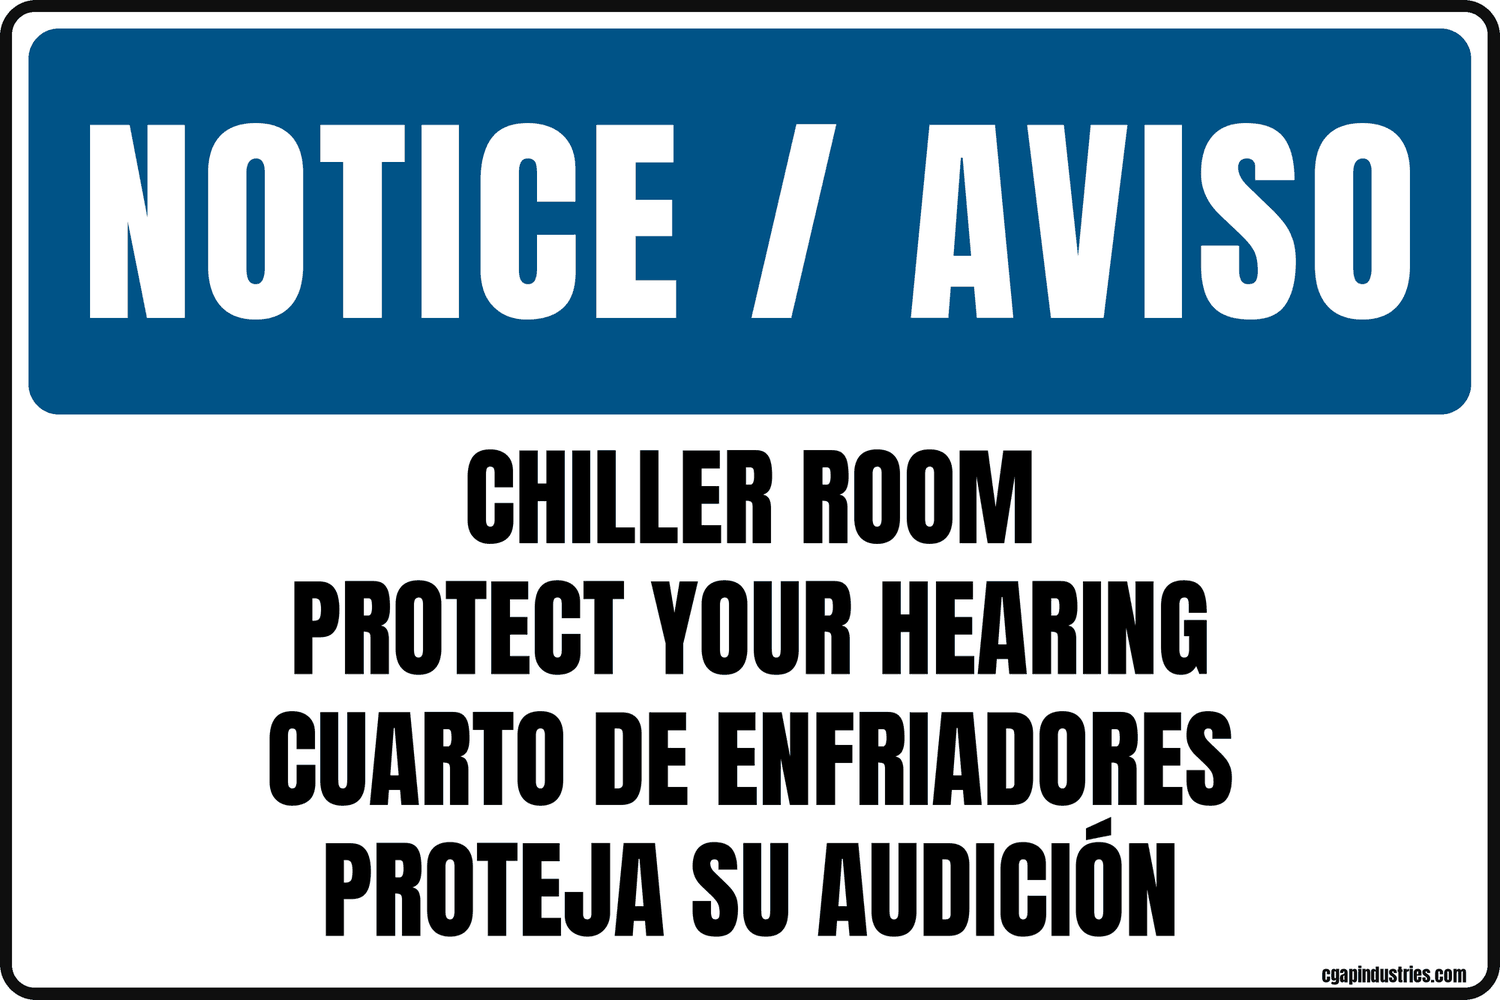 NOTICE / AVISO
CHILLER ROOM
PROTECT YOUR HEARING
CUARTO DE ENFRIADORES
PROTEJA SU AUDICIÓN
cgapindustries.com